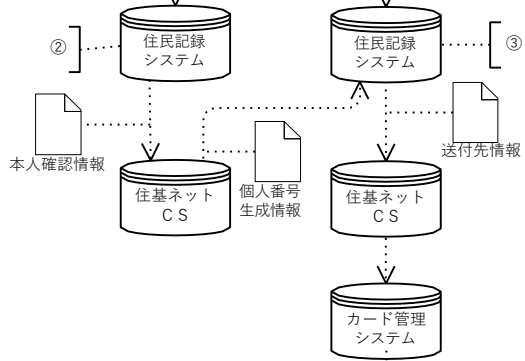 ②
住民記録
システム
住民記録
システム
③
本人確認情報
送付先情報
住基ネット
ＣＳ
個人番号
生成情報
住基ネット
ＣＳ
カード管理
システム